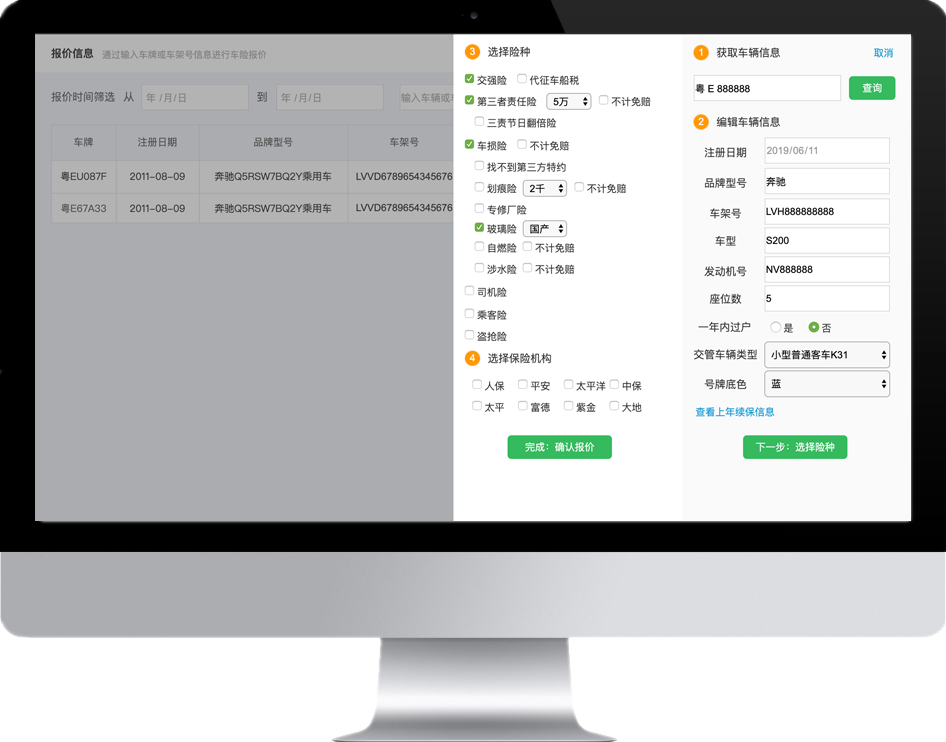 报价信息 通过输入车牌或车架号信息进行车险报价
报价时间筛选 从 年 /月/日 到 年 /月/日 输入车辆或
车牌 注册日期 品牌型号 车架号
粤EU087F 2011-08-09 奔驰Q5RSW7BQ2Y乘用车 LVVD6789654345676
粤E67A33 2011-08-09 奔驰Q5RSW7BQ2Y乘用车 LVVD6789654345676
3 选择险种
交强险 代征车船税
第三者责任险 5万 不计免赔
三责节日翻倍险
车损险 不计免赔
找不到第三方特约
划痕险 2千 不计免赔
专修厂险
玻璃险 国产
自燃险 不计免赔
涉水险 不计免赔
司机险
乘客险
盗抢险
4 选择保险机构
人保 平安 太平洋 中保
太平 富德 紫金 大地
完成：确认报价
1 获取车辆信息 取消
粤 E 888888 查询
2 编辑车辆信息
注册日期 2019/06/11
品牌型号 奔驰
车架号 LVH888888888
车型 S200
发动机号 NV888888
座位数 5
一年内过户 是 否
交管车辆类型 小型普通客车K31
号牌底色 蓝
查看上年续保信息
下一步：选择险种